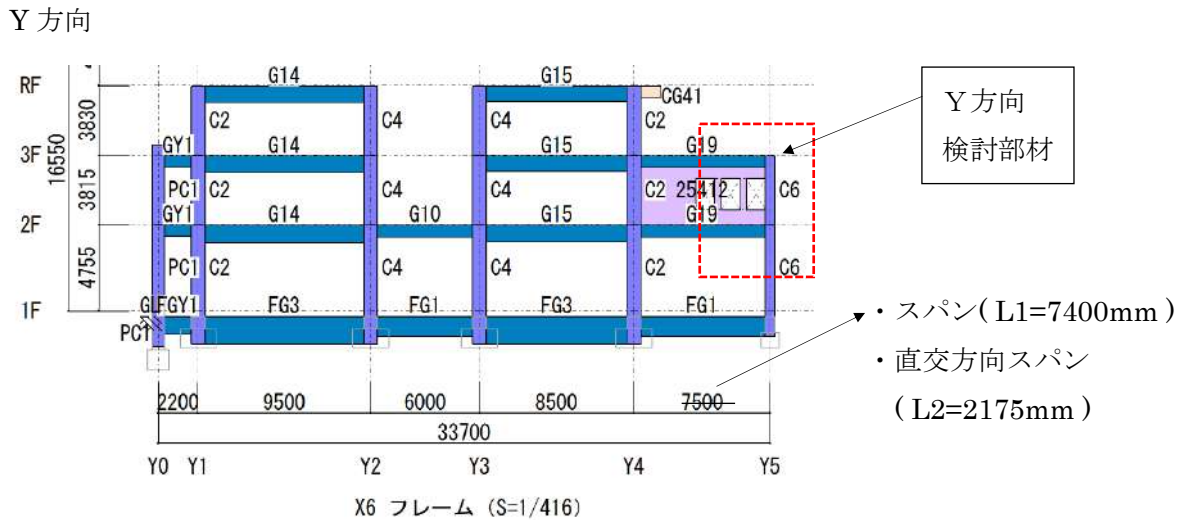 Y 方向
RF
3F
2F
1F
16550
3830
3815
4755
G14
G15
CG41
C2
C4
C4
C2
GY1
G14
G15
G19
PC1
C2
C4
C4
C2
25412
C6
GY1
G14
G10
G15
G19
PC1
C2
C4
C4
C2
C6
GL
FGY1
FG3
FG1
FG3
FG1
PC1
2200
9500
6000
8500
7500
33700
Y0
Y1
Y2
Y3
Y4
Y5
X6 フレーム (S=1/416)
Y方向
検討部材
・スパン( L1=7400mm )
・直交方向スパン
( L2=2175mm )